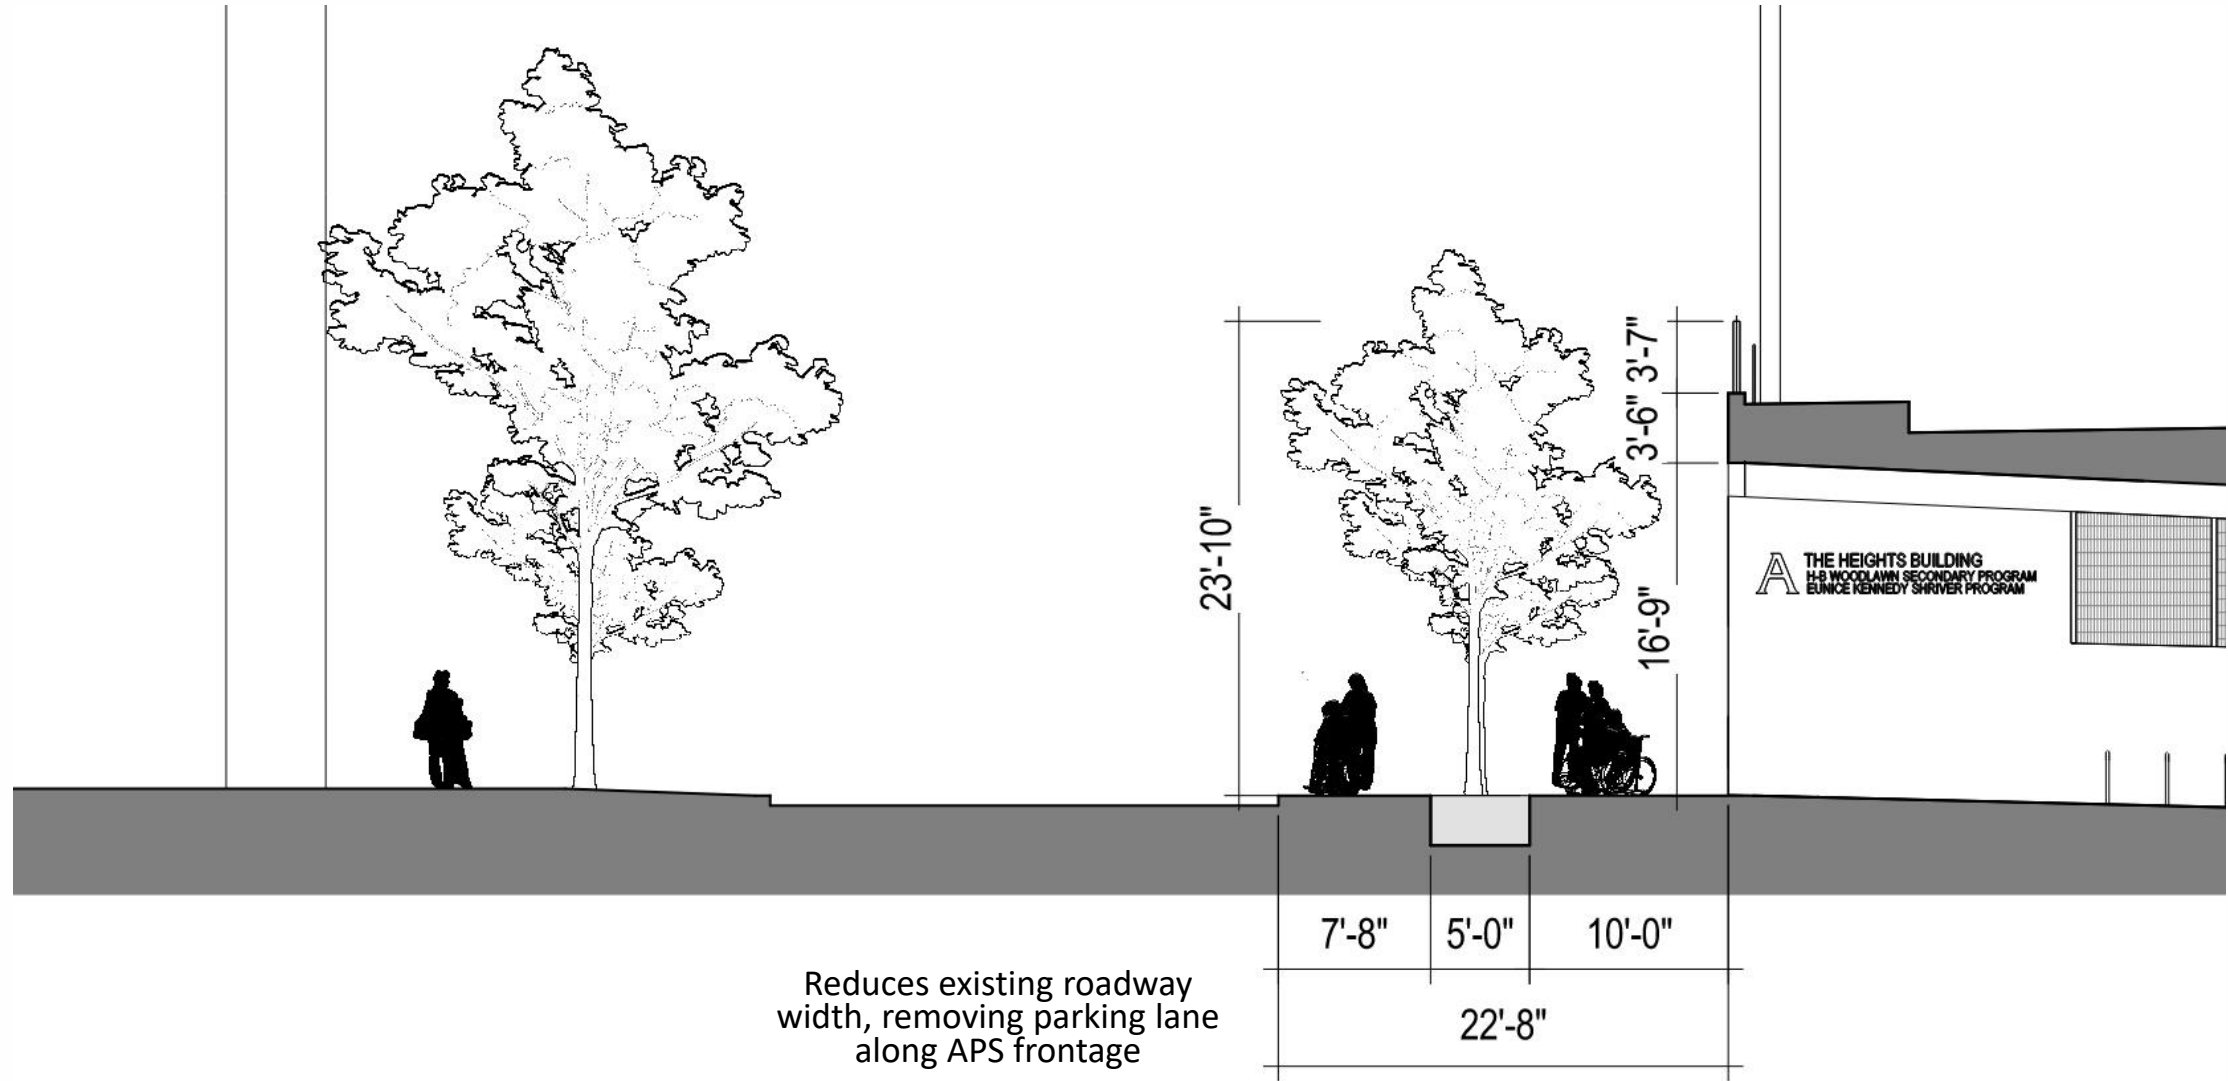 3'-7"
3'-6"
23'-10"
16'-9"
A
THE HEIGHTS BUILDING
H-B WOODLAWN SECONDARY PROGRAM
EUNICE KENNEDY SHRIVER PROGRAM
7'-8" 5'-0" 10'-0"
22'-8"
Reduces existing roadway
width, removing parking lane
along APS frontage